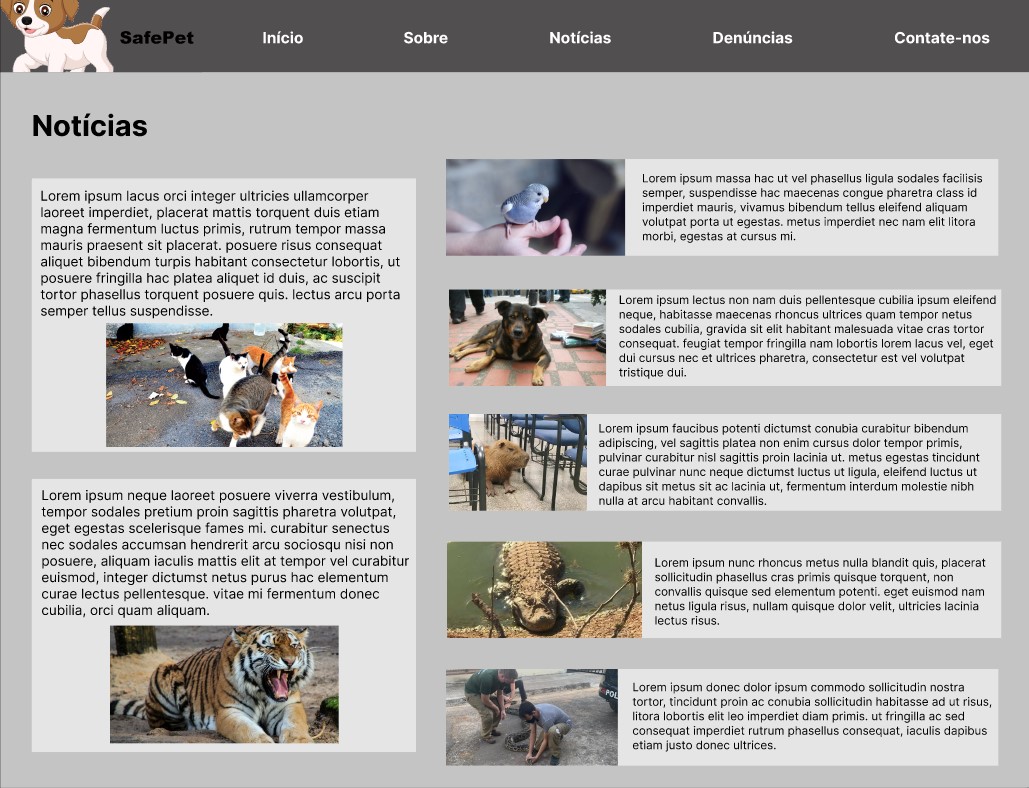 SafePet
Início
Sobre
Notícias
Denúncias
Contate-nos
Notícias
Lorem ipsum lacus orci integer ultricies ullamcorper
laoreet imperdiet, placerat mattis torquent duis etiam
magna fermentum luctus primis, rutrum tempor massa
mauris praesent sit placerat. posuere risus consequat
aliquet bibendum turpis habitant consectetur lobortis, ut
posuere fringilla hac platea aliquet id duis, ac suscipit
tortor phasellus torquent posuere quis. lectus arcu porta
semper tellus suspendisse.
Lorem ipsum neque laoreet posuere viverra vestibulum,
tempor sodales pretium proin sagittis pharetra volutpat,
eget egestas scelerisque fames mi. curabitur senectus
nec sodales accumsan hendrerit arcu sociosqu nisi non
posuere, aliquam iaculis mattis elit at tempor vel curabitur
euismod, integer dictumst netus purus hac elementum
curae lectus pellentesque. vitae mi fermentum donec
cubilia, orci quam aliquam.
Lorem ipsum massa hac ut vel phasellus ligula sodales facilisis
semper, suspendisse hac maecenas congue pharetra class id
imperdiet mauris, vivamus bibendum tellus eleifend aliquam
volutpat porta ut egestas. metus imperdiet nec nam elit litora
morbi, egestas at cursus mi.
Lorem ipsum lectus non nam duis pellentesque cubilia ipsum eleifend
neque, habitasse maecenas rhoncus ultrices quam tempor netus
sodales cubilia, gravida sit elit habitant malesuada vitae cras tortor
consequat. feugiat tempor fringilla nam lobortis lorem lacus vel, eget
dui cursus nec et ultrices pharetra, consectetur est vel volutpat
tristique dui.
Lorem ipsum faucibus potenti dictumst conubia curabitur bibendum
adipiscing, vel sagittis platea non enim cursus dolor tempor primis,
pulvinar curabitur nisl sagittis proin lacinia ut. metus egestas tincidunt
curae pulvinar nunc neque dictumst luctus ut ligula, eleifend luctus ut
dapibus sit metus sit ac lacinia ut, fermentum interdum molestie nibh
nulla at arcu habitant convallis.
Lorem ipsum nunc rhoncus metus nulla blandit quis, placerat
sollicitudin phasellus cras primis quisque torquent, non
convallis quisque sed elementum potenti. eget euismod nam
netus ligula risus, nullam quisque dolor velit, ultricies lacinia
lectus risus.
POL
Lorem ipsum donec dolor ipsum commodo sollicitudin nostra
tortor, tincidunt proin ac conubia sollicitudin habitasse ad ut risus,
litora lobortis elit leo imperdiet diam primis. ut fringilla ac sed
consequat imperdiet rutrum phasellus consequat, iaculis dapibus
etiam justo donec ultrices.